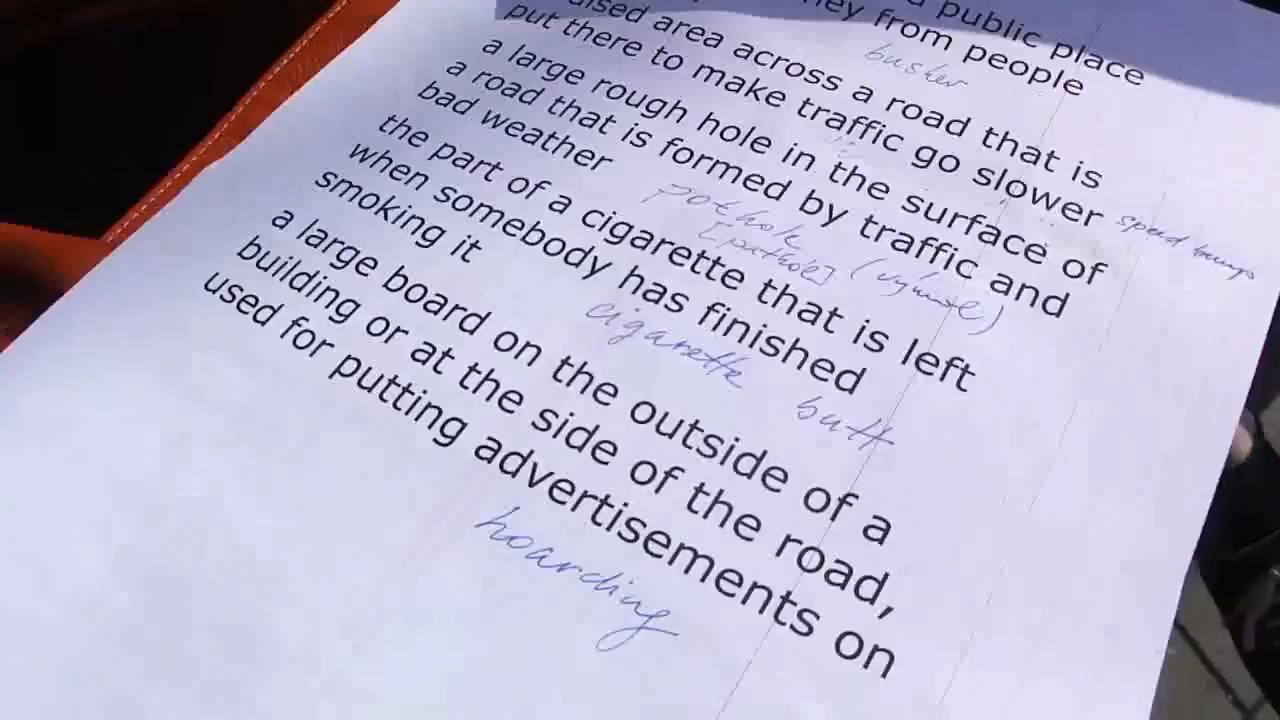 public place
ney from people
busker
ised area across a road that is
put there to make traffic go slower
speed bump
a large rough hole in the surface of
a road that is formed by traffic and
bad weather
pothole
the part of a cigarette that is left
when somebody has finished
smoking it
cigarette butt
a large board on the outside of a
building or at the side of the road,
used for putting advertisements on
hoarding